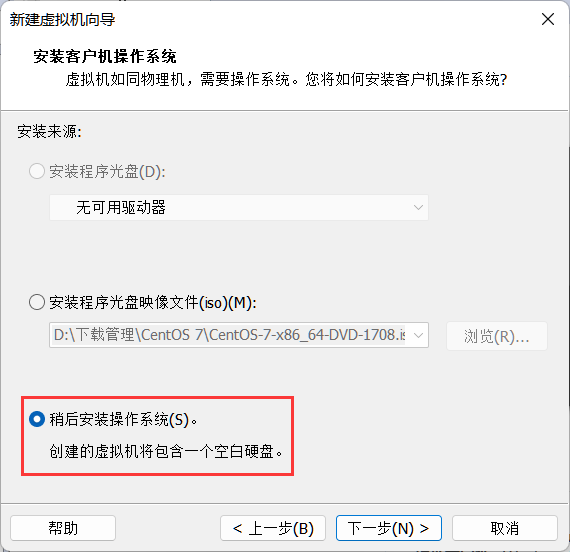 新建虚拟机向导
安装客户机操作系统
虚拟机如同物理机，需要操作系统。您将如何安装客户机操作系统?
安装来源:
安装程序光盘(D):
无可用驱动器
安装程序光盘映像文件(iso)(M):
D:\下载管理\CentOS 7\CentOS-7-x86_64-DVD-1708.is
浏览(R)...
稍后安装操作系统(S)。
创建的虚拟机将包含一个空白硬盘。
帮助
< 上一步(B)
下一步(N) >
取消